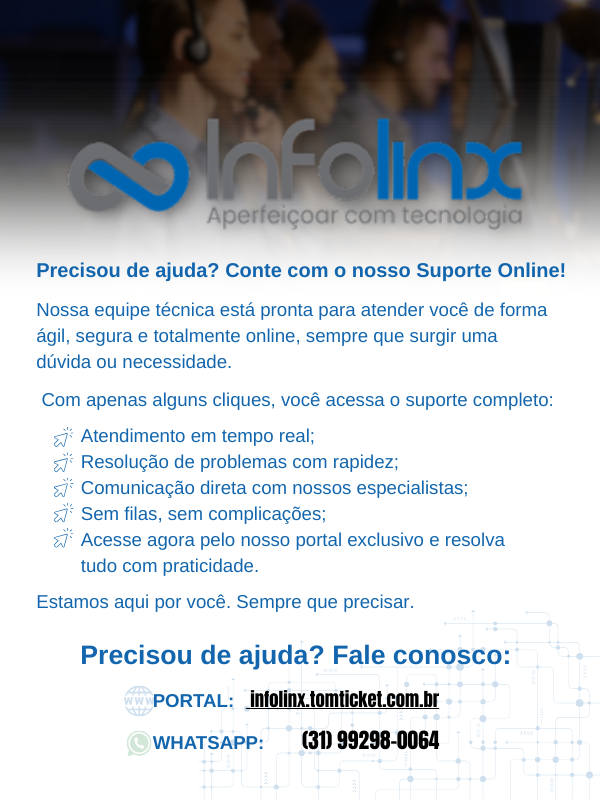 Infolinx
Aperfeiçoar com tecnologia
Precisou de ajuda? Conte com o nosso Suporte Online!
Nossa equipe técnica está pronta para atender você de forma
ágil, segura e totalmente online, sempre que surgir uma
dúvida ou necessidade.
Com apenas alguns cliques, você acessa o suporte completo:
Atendimento em tempo real;
Resolução de problemas com rapidez;
Comunicação direta com nossos especialistas;
Sem filas, sem complicações;
Acesse agora pelo nosso portal exclusivo e resolva
tudo com praticidade.
Estamos aqui por você. Sempre que precisar.
Precisou de ajuda? Fale conosco:
WWW PORTAL: infolinx.tomticket.com.br
WHATSAPP: (31) 99298-0064